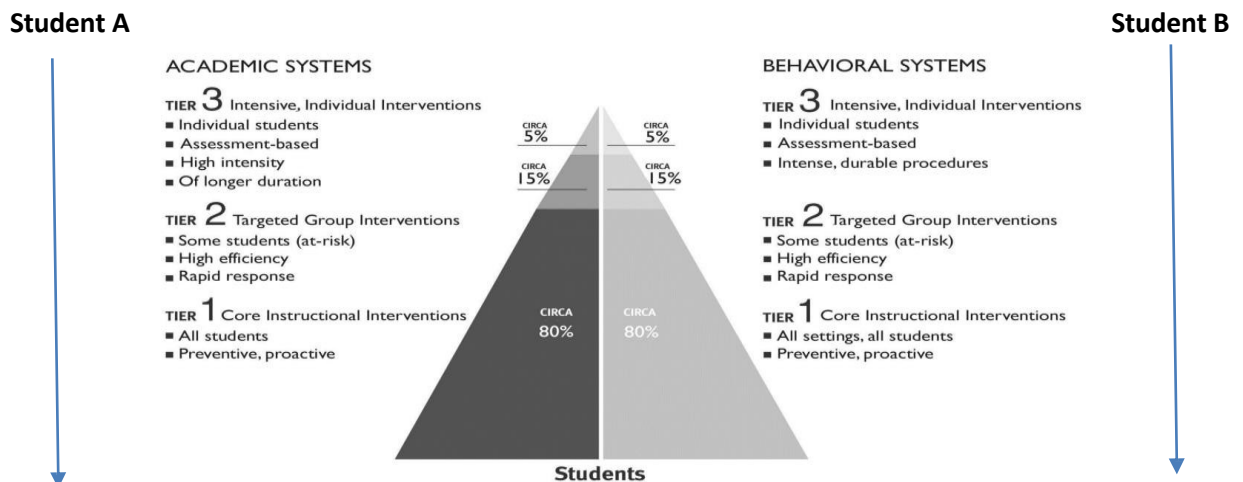 Student A
Student B
ACADEMIC SYSTEMS
TIER 3 Intensive, Individual Interventions
■ Individual students
■ Assessment-based
■ High intensity
■ Of longer duration
TIER 2 Targeted Group Interventions
■ Some students (at-risk)
■ High efficiency
■ Rapid response
TIER 1 Core Instructional Interventions
■ All students
■ Preventive, proactive
CIRCA
5%
CIRCA
5%
CIRCA
15%
CIRCA
15%
CIRCA
80%
CIRCA
80%
Students
BEHAVIORAL SYSTEMS
TIER 3 Intensive, Individual Interventions
■ Individual students
■ Assessment-based
■ Intense, durable procedures
TIER 2 Targeted Group Interventions
■ Some students (at-risk)
■ High efficiency
■ Rapid response
TIER 1 Core Instructional Interventions
■ All settings, all students
■ Preventive, proactive